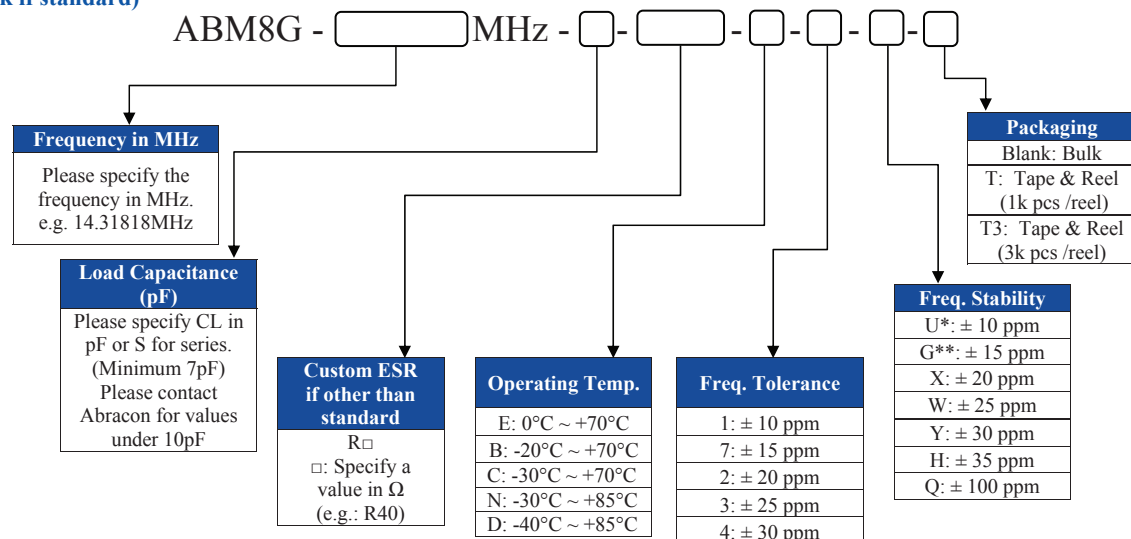 k if standard)
ABM8G - MHz - - - - - -
Frequency in MHz
Please specify the
frequency in MHz.
e.g. 14.31818MHz
Load Capacitance
(pF)
Please specify CL in
pF or S for series.
(Minimum 7pF)
Please contact
Abracon for values
under 10pF
Custom ESR
if other than
standard
R□
□: Specify a
value in Ω
(e.g.: R40)
Operating Temp.
E: 0°C ~ +70°C
B: -20°C ~ +70°C
C: -30°C ~ +70°C
N: -30°C ~ +85°C
D: -40°C ~ +85°C
Freq. Tolerance
1: ± 10 ppm
7: ± 15 ppm
2: ± 20 ppm
3: ± 25 ppm
4: ± 30 ppm
Freq. Stability
U*: ± 10 ppm
G**: ± 15 ppm
X: ± 20 ppm
W: ± 25 ppm
Y: ± 30 ppm
H: ± 35 ppm
Q: ± 100 ppm
Packaging
Blank: Bulk
T: Tape & Reel
(1k pcs /reel)
T3: Tape & Reel
(3k pcs /reel)